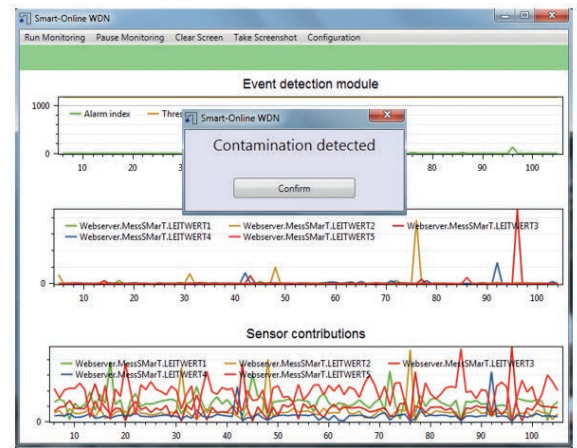 Smart-Online WDN
Run Monitoring Pause Monitoring Clear Screen Take Screenshot Configuration
Event detection module
1000
Alarm index Thres
0
10 20 30 80 90 100
Smart-Online WDN
Contamination detected
Confirm
Webserver.MessSMarT.LEITWERT1 Webserver.MessSMarT.LEITWERT2 Webserver.MessSMarT.LEITWERT3
Webserver.MessSMarT.LEITWERT4 Webserver.MessSMarT.LEITWERT5
0
10 20 30 40 50 60 70 80 90 100
Sensor contributions
Webserver.MessSMarT.LEITWERT1 Webserver.MessSMarT.LEITWERT2 Webserver.MessSMarT.LEITWERT3
Webserver.MessSMarT.LEITWERT4 Webserver.MessSMarT.LEITWERT5
0
10 20 30 40 50 60 70 80 90 100